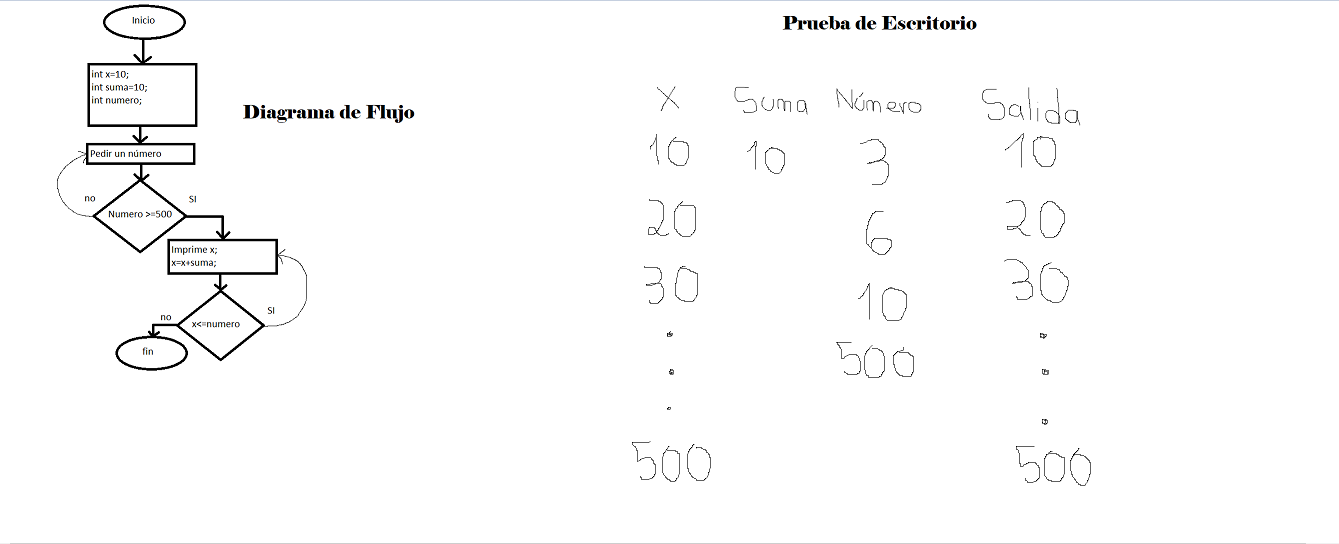 Inicio
int x=10;
int suma=10;
int numero;
Diagrama de Flujo
Pedir un número
no
SI
Numero >=500
Imprime x;
x=x+suma;
no
SI
x<=numero
fin
Prueba de Escritorio
X Suma Número Salida
10 10 3 10
20 6 20
30 10 30
500
500 500